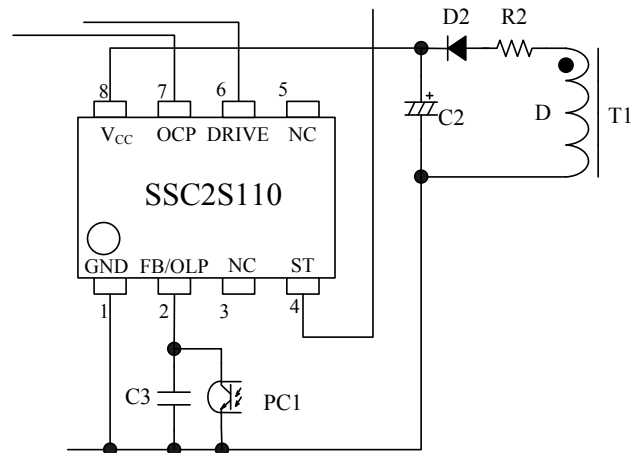 D2 R2
8 7 6 5
+
C2 D T1
V_CC OCP DRIVE NC
SSC2S110
GND FB/OLP NC ST
1 2 3 4
C3 PC1